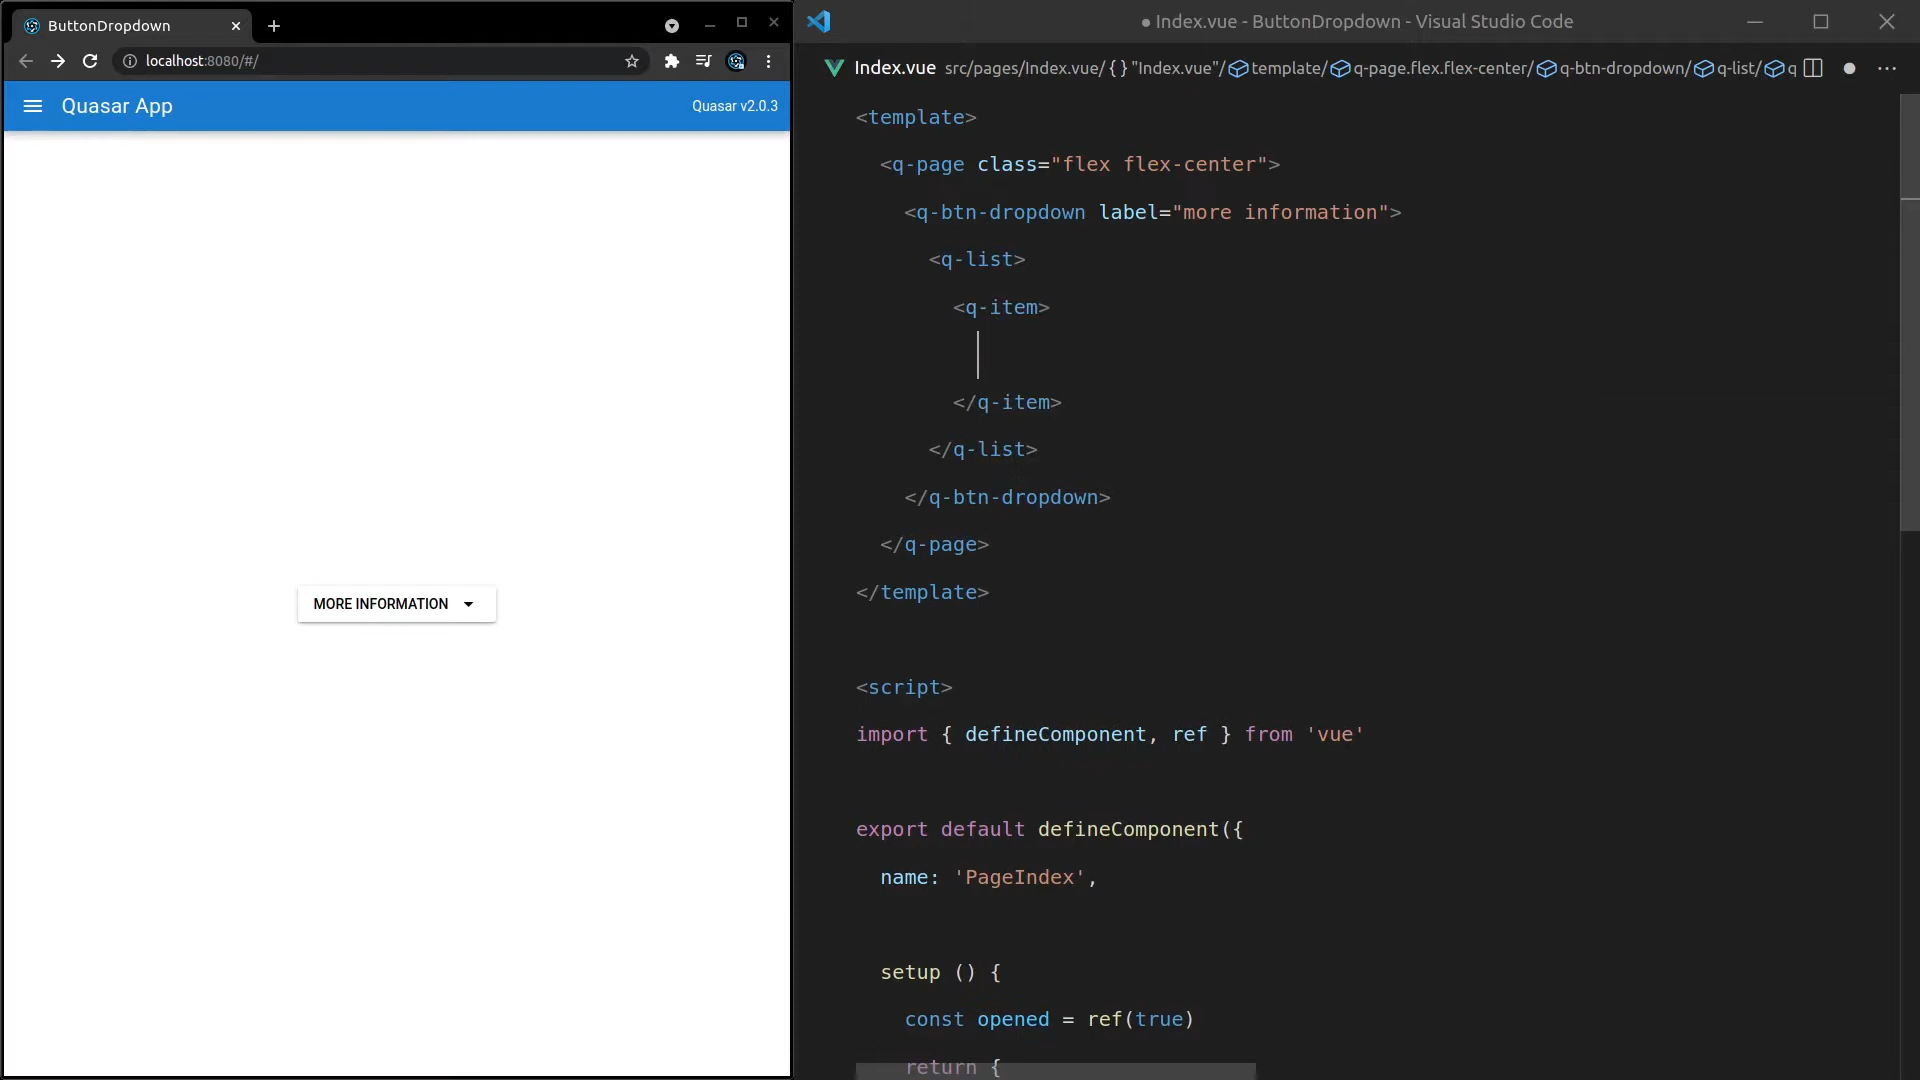 ButtonDropdown
localhost:8080/#/
Quasar App
Quasar v2.0.3
MORE INFORMATION
● Index.vue - ButtonDropdown - Visual Studio Code
Index.vue src/pages/Index.vue/{ } "Index.vue"/ template/ q-page.flex.flex-center/ q-btn-dropdown/ q-list/ q
<template>
<q-page class="flex flex-center">
<q-btn-dropdown label="more information">
<q-list>
<q-item>
</q-item>
</q-list>
</q-btn-dropdown>
</q-page>
</template>
<script>
import { defineComponent, ref } from 'vue'
export default defineComponent({
name: 'PageIndex',
setup () {
const opened = ref(true)
return {